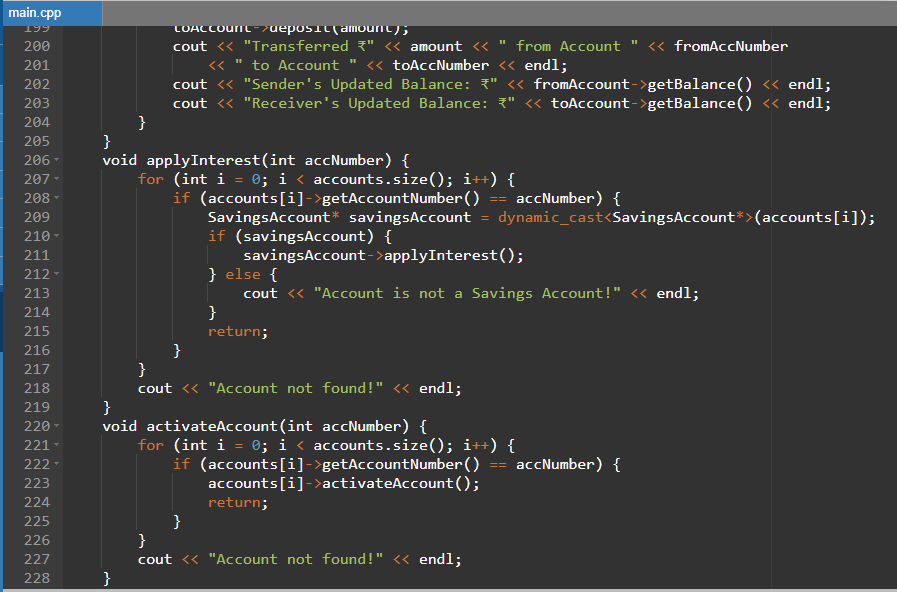 main.cpp
199 toAccount->deposit(amount);
200 cout << "Transferred ₹" << amount << " from Account " << fromAccNumber
201 << " to Account " << toAccNumber << endl;
202 cout << "Sender's Updated Balance: ₹" << fromAccount->getBalance() << endl;
203 cout << "Receiver's Updated Balance: ₹" << toAccount->getBalance() << endl;
204 }
205 }
206 void applyInterest(int accNumber) {
207 for (int i = 0; i < accounts.size(); i++) {
208 if (accounts[i]->getAccountNumber() == accNumber) {
209 SavingsAccount* savingsAccount = dynamic_cast<SavingsAccount*>(accounts[i]);
210 if (savingsAccount) {
211 savingsAccount->applyInterest();
212 } else {
213 cout << "Account is not a Savings Account!" << endl;
214 }
215 return;
216 }
217 }
218 cout << "Account not found!" << endl;
219 }
220 void activateAccount(int accNumber) {
221 for (int i = 0; i < accounts.size(); i++) {
222 if (accounts[i]->getAccountNumber() == accNumber) {
223 accounts[i]->activateAccount();
224 return;
225 }
226 }
227 cout << "Account not found!" << endl;
228 }